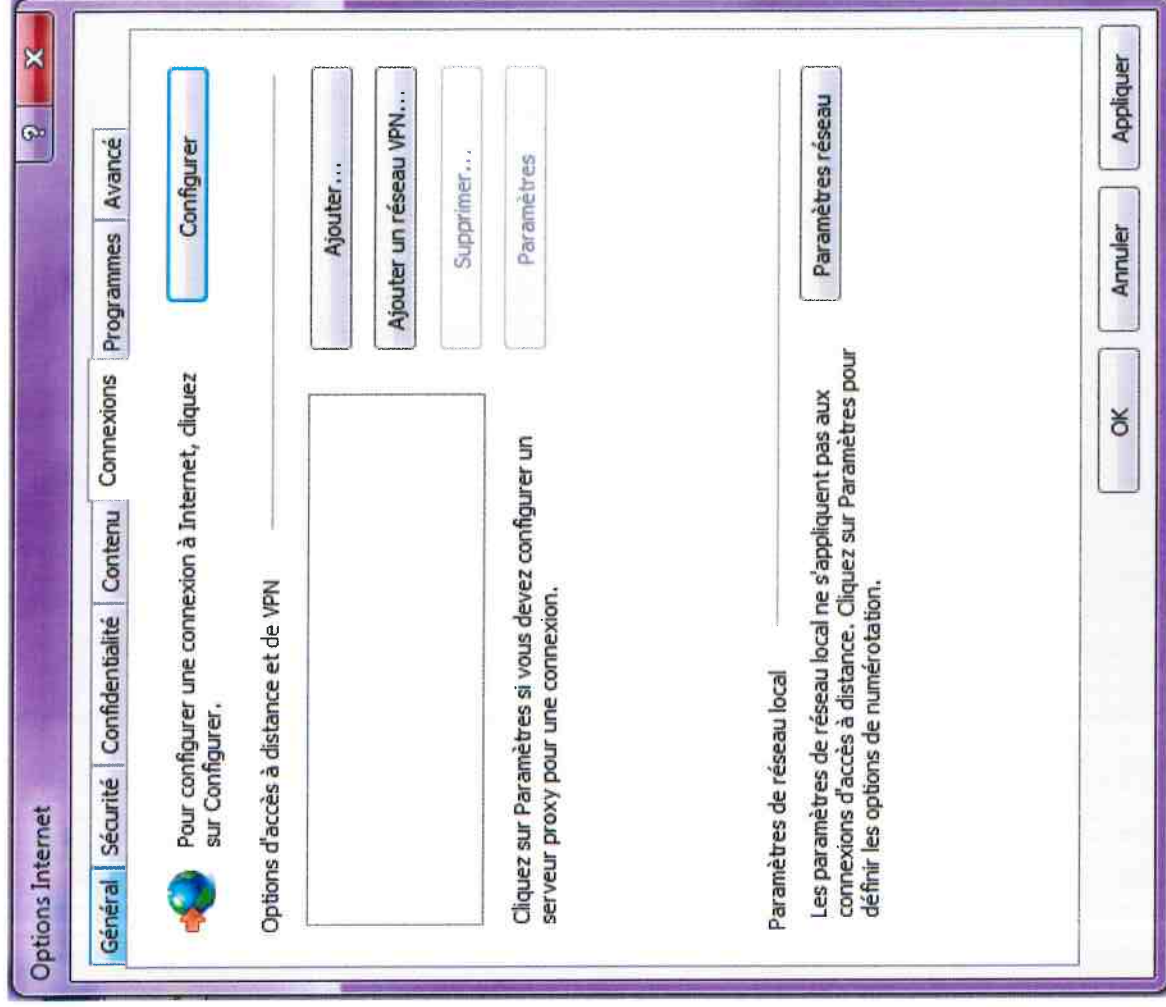 Options Internet
? X
Général Sécurité Confidentialité Contenu Connexions Programmes Avancé
Pour configurer une connexion à Internet, cliquez
sur Configurer.
Configurer
Options d'accès à distance et de VPN
Ajouter...
Ajouter un réseau VPN...
Supprimer...
Paramètres
Cliquez sur Paramètres si vous devez configurer un
serveur proxy pour une connexion.
Paramètres de réseau local
Les paramètres de réseau local ne s'appliquent pas aux
connexions d'accès à distance. Cliquez sur Paramètres pour
définir les options de numérotation.
Paramètres réseau
OK Annuler Appliquer